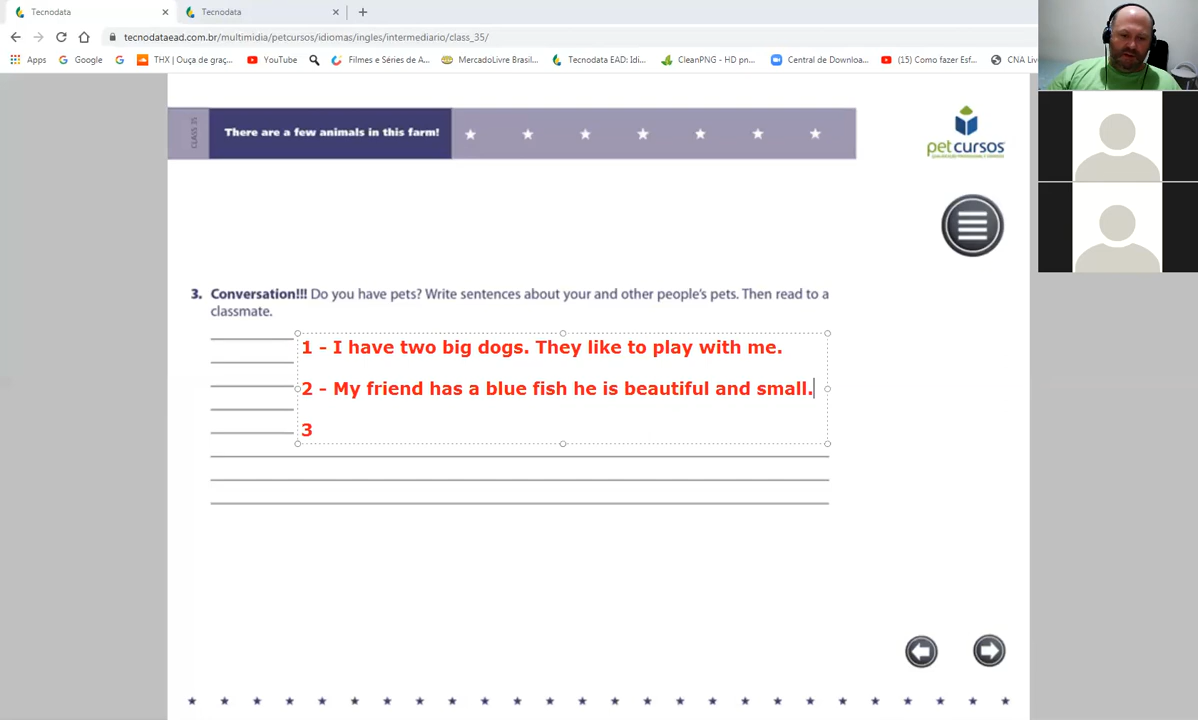 Tecnodata
Tecnodata
tecnodataead.com.br/multimidia/petcursos/idiomas/ingles/intermediario/class_35/
Apps Google THX | Ouça de graç... YouTube Filmes e Séries de A... MercadoLivre Brasil... Tecnodata EAD: Idi... CleanPNG - HD pn... Central de Downloa... (15) Como fazer Esf... CNA Liv
CLASS 35
There are a few animals in this farm!
petcursos
3. Conversation!!! Do you have pets? Write sentences about your and other people's pets. Then read to a
classmate.
1 - I have two big dogs. They like to play with me.
2 - My friend has a blue fish he is beautiful and small.
3